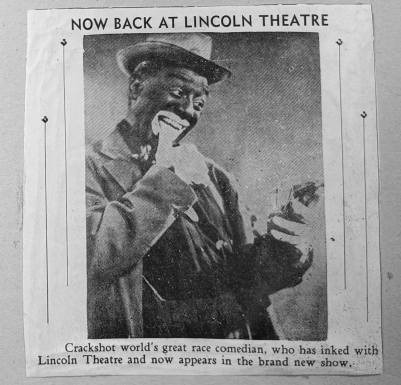 NOW BACK AT LINCOLN THEATRE
Crackshot world's great race comedian, who has inked with
Lincoln Theatre and now appears in the brand new show.